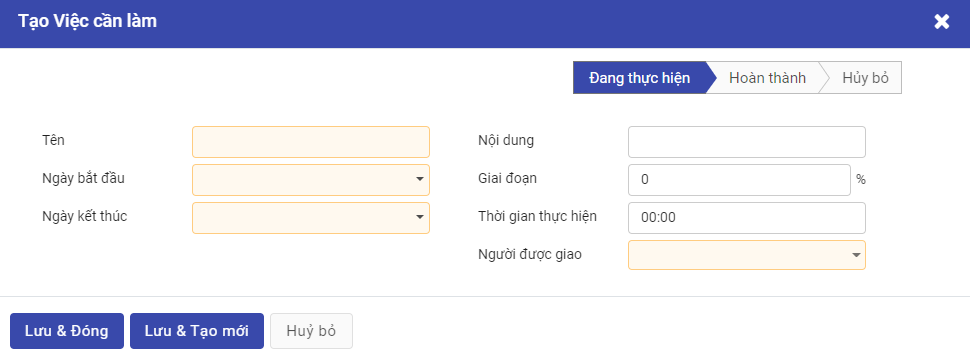 Tạo Việc cần làm
Đang thực hiện
Hoàn thành
Hủy bỏ
Tên
Nội dung
Ngày bắt đầu
Giai đoạn
0
%
Ngày kết thúc
Thời gian thực hiện
00:00
Người được giao
Lưu & Đóng
Lưu & Tạo mới
Huỷ bỏ